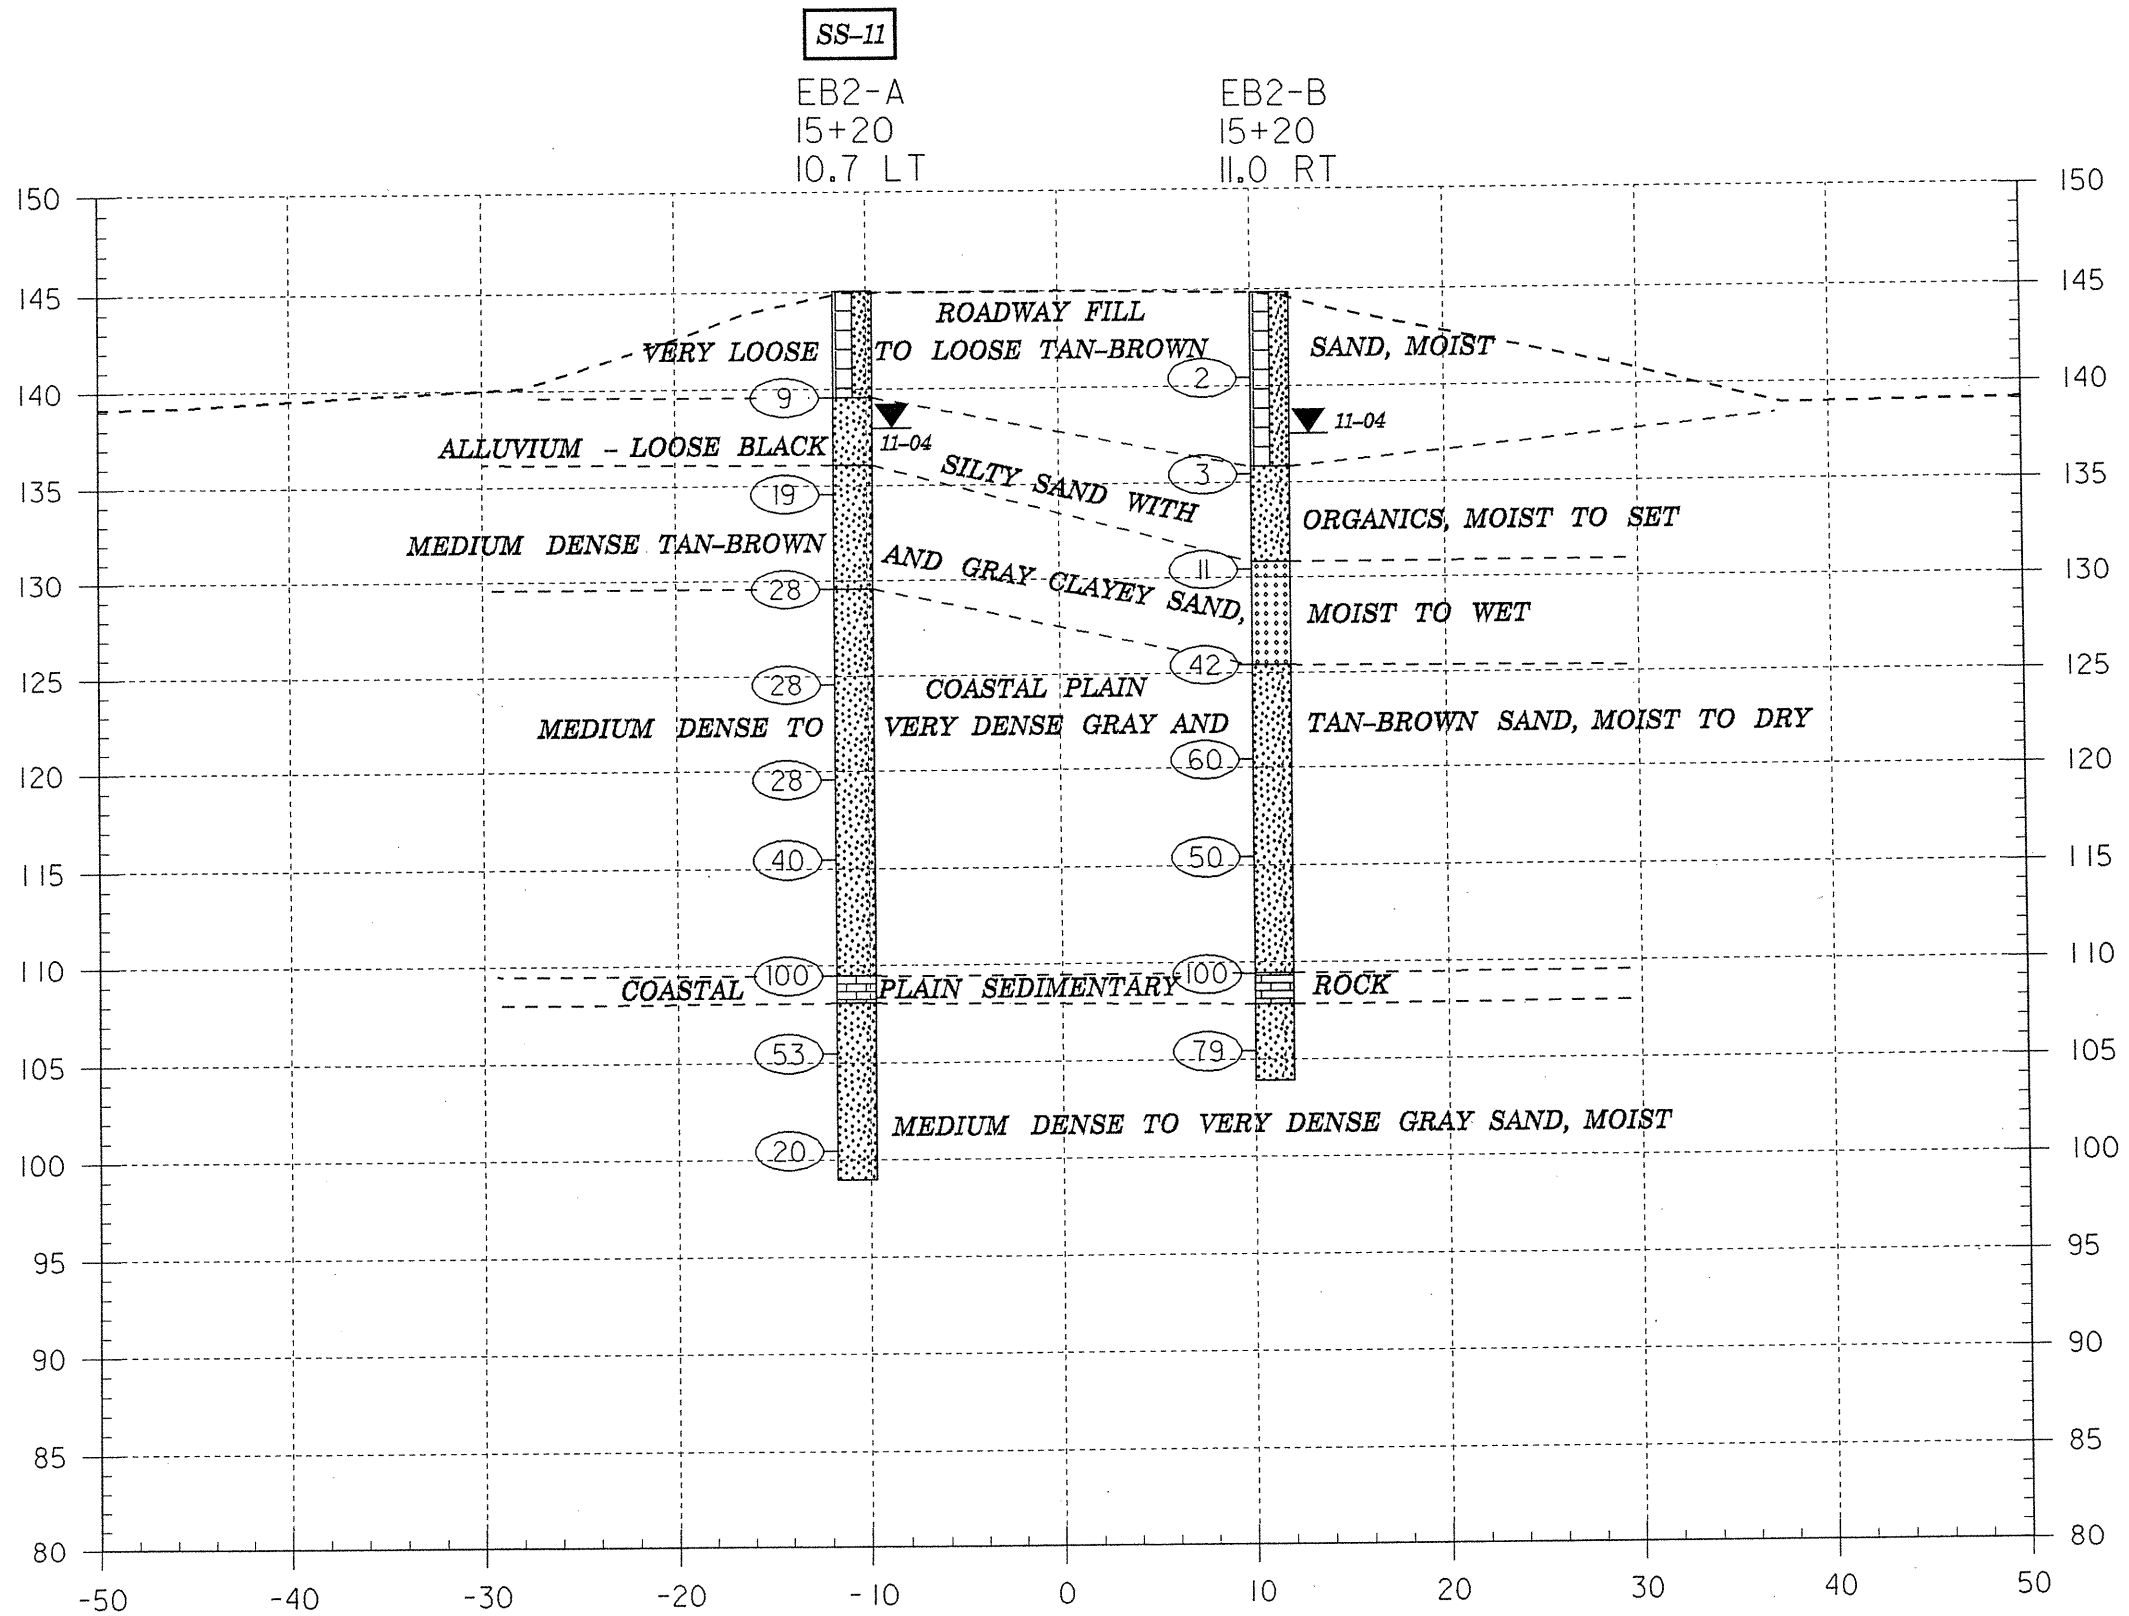 SS-11
EB2-A EB2-B
15+20 15+20
10.7 LT 11.0 RT
150 150
145 145
ROADWAY FILL
VERY LOOSE TO LOOSE TAN-BROWN SAND, MOIST
2
140 140
9
11-04 11-04
ALLUVIUM - LOOSE BLACK SILTY SAND WITH ORGANICS, MOIST TO SET
3
135 135
19
MEDIUM DENSE TAN-BROWN AND GRAY CLAYEY SAND, MOIST TO WET
11
130 130
28
42
125 125
28
COASTAL PLAIN
MEDIUM DENSE TO VERY DENSE GRAY AND TAN-BROWN SAND, MOIST TO DRY
60
120 120
28
40 50
115 115
110 110
100 100
COASTAL PLAIN SEDIMENTARY ROCK
53 79
105 105
MEDIUM DENSE TO VERY DENSE GRAY SAND, MOIST
20
100 100
95 95
90 90
85 85
80 80
-50 -40 -30 -20 -10 0 10 20 30 40 50